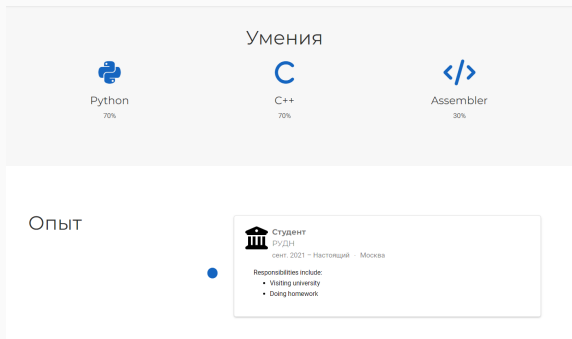 Умения
Python
C++
Assembler
70%
70%
30%
Опыт
Студент
РУДН
сент. 2021 – Настоящий · Москва
Responsibilities include:
• Visiting university
• Doing homework